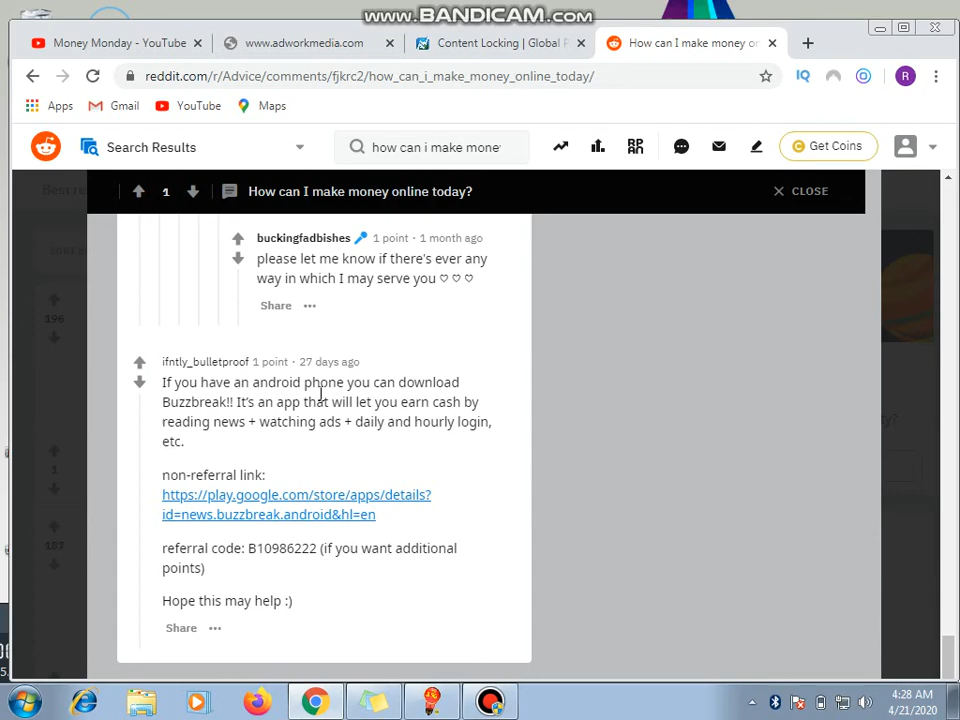 www.BANDICAM.com
Money Monday - YouTube
www.adworkmedia.com
Content Locking | Global P
How can I make money or
reddit.com/r/Advice/comments/fjkrc2/how_can_i_make_money_online_today/
IQ
R
Apps
Gmail
YouTube
Maps
Search Results
how can i make mone
RP
AN
Get Coins
1
How can I make money online today?
CLOSE
buckingfadbishes 1 point · 1 month ago
please let me know if there's ever any
way in which I may serve you ♡ ♡ ♡
Share
196
ifntly_bulletproof 1 point · 27 days ago
If you have an android phone you can download
Buzzbreak!! It's an app that will let you earn cash by
reading news + watching ads + daily and hourly login,
etc.
non-referral link:
https://play.google.com/store/apps/details?
id=news.buzzbreak.android&hl=en
1
187
referral code: B10986222 (if you want additional
points)
Hope this may help :)
Share
4:28 AM
4/21/2020